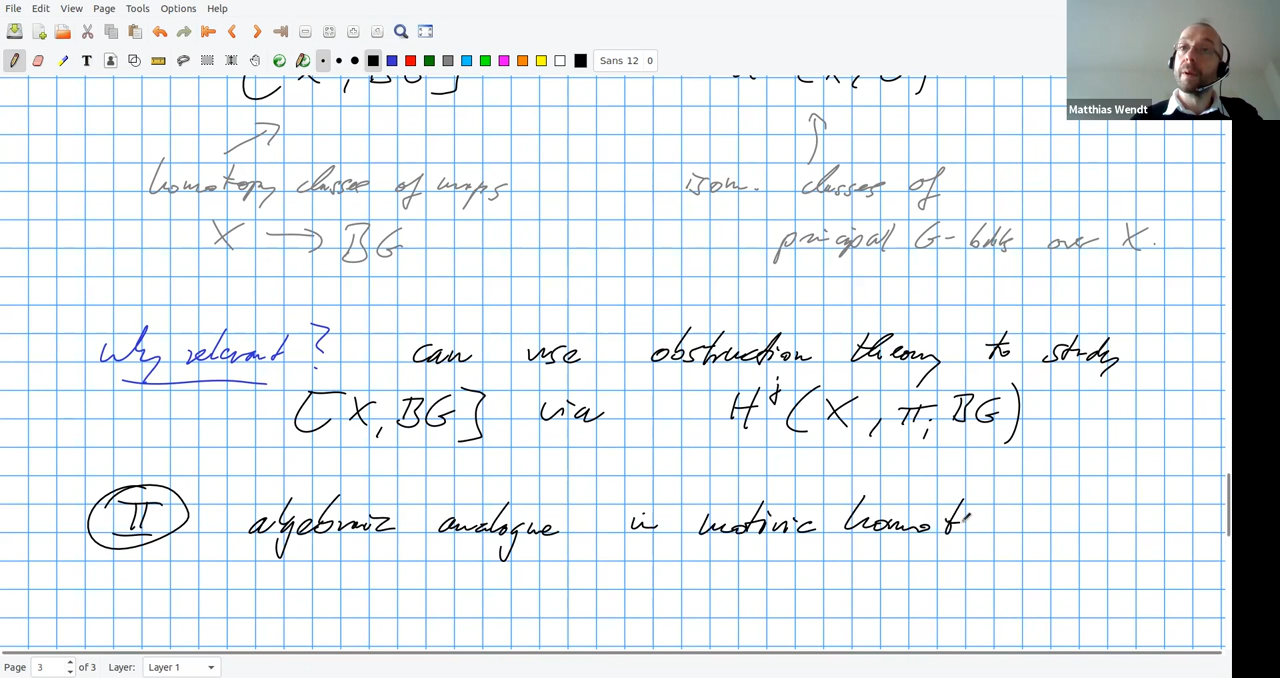 File Edit View Page Tools Options Help
Sans 12 0
Matthias Wendt
[X, BG]
homotopy classes of maps
X → BG
isom. classes of
principal G-bdls over X.
why relevant? can use obstruction theory to study
[X, BG] via H^j(X, π_i BG)
II algebraic analogue in motivic homot
Page 3 of 3 Layer: Layer 1